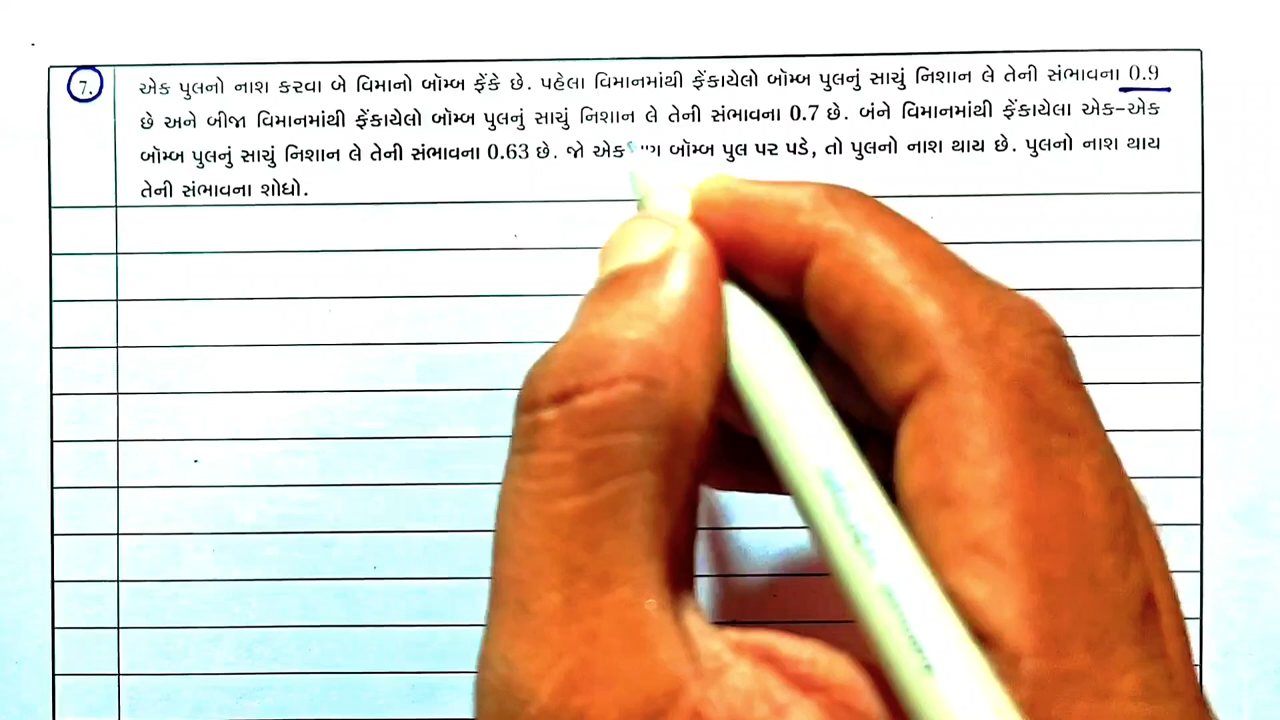 7. એક પુલનો નાશ કરવા બે વિમાનો બૉમ્બ ફેંકે છે. પહેલા વિમાનમાંથી ફેંકાયેલો બૉમ્બ પુલનું સાચું નિશાન લે તેની સંભાવના 0.9
છે અને બીજા વિમાનમાંથી ફેંકાયેલો બૉમ્બ પુલનું સાચું નિશાન લે તેની સંભાવના 0.7 છે. બંને વિમાનમાંથી ફેંકાયેલા એક-એક
બૉમ્બ પુલનું સાચું નિશાન લે તેની સંભાવના 0.63 છે. જો એક બૉમ્બ પુલ પર પડે, તો પુલનો નાશ થાય છે. પુલનો નાશ થાય
તેની સંભાવના શોધો.